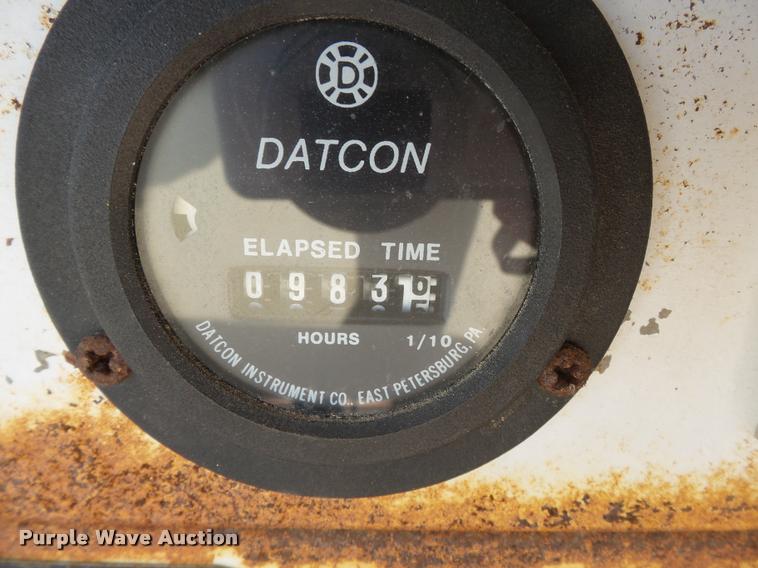 D
DATCON
ELAPSED TIME
0 9 8 3 1
HOURS 1/10
DATCON INSTRUMENT CO., EAST PETERSBURG, PA.
Purple Wave Auction